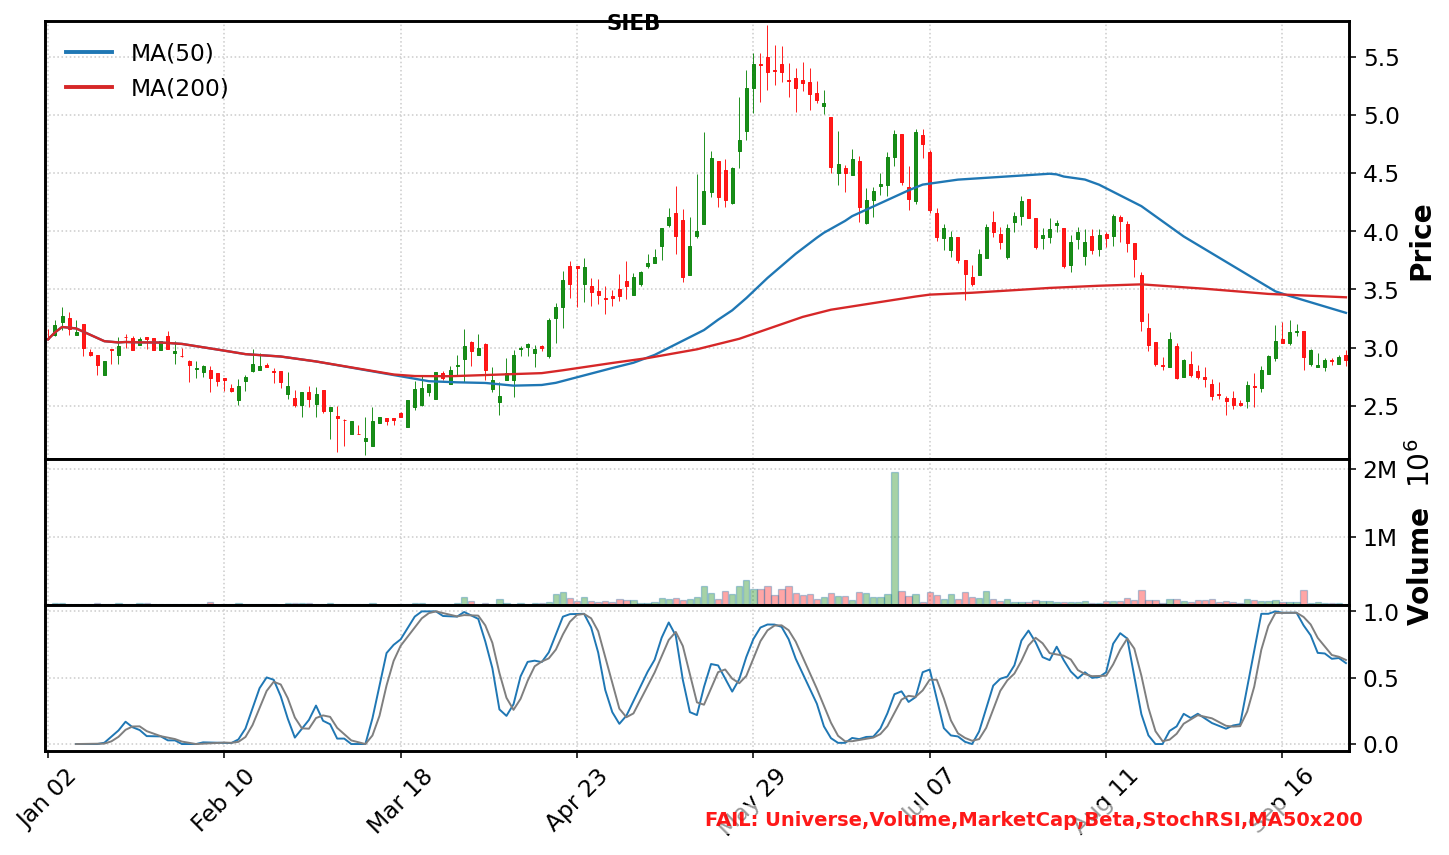 SIEB
MA(50)
MA(200)
5.5
5.0
4.5
4.0
3.5
3.0
2.5
Price
2M
1M
Volume 10^6
1.0
0.5
0.0
Jan 02
Feb 10
Mar 18
Apr 23
May 29
Jul 07
Aug 11
Sep 16
FAIL: Universe,Volume,MarketCap,Beta,StochRSI,MA50x200